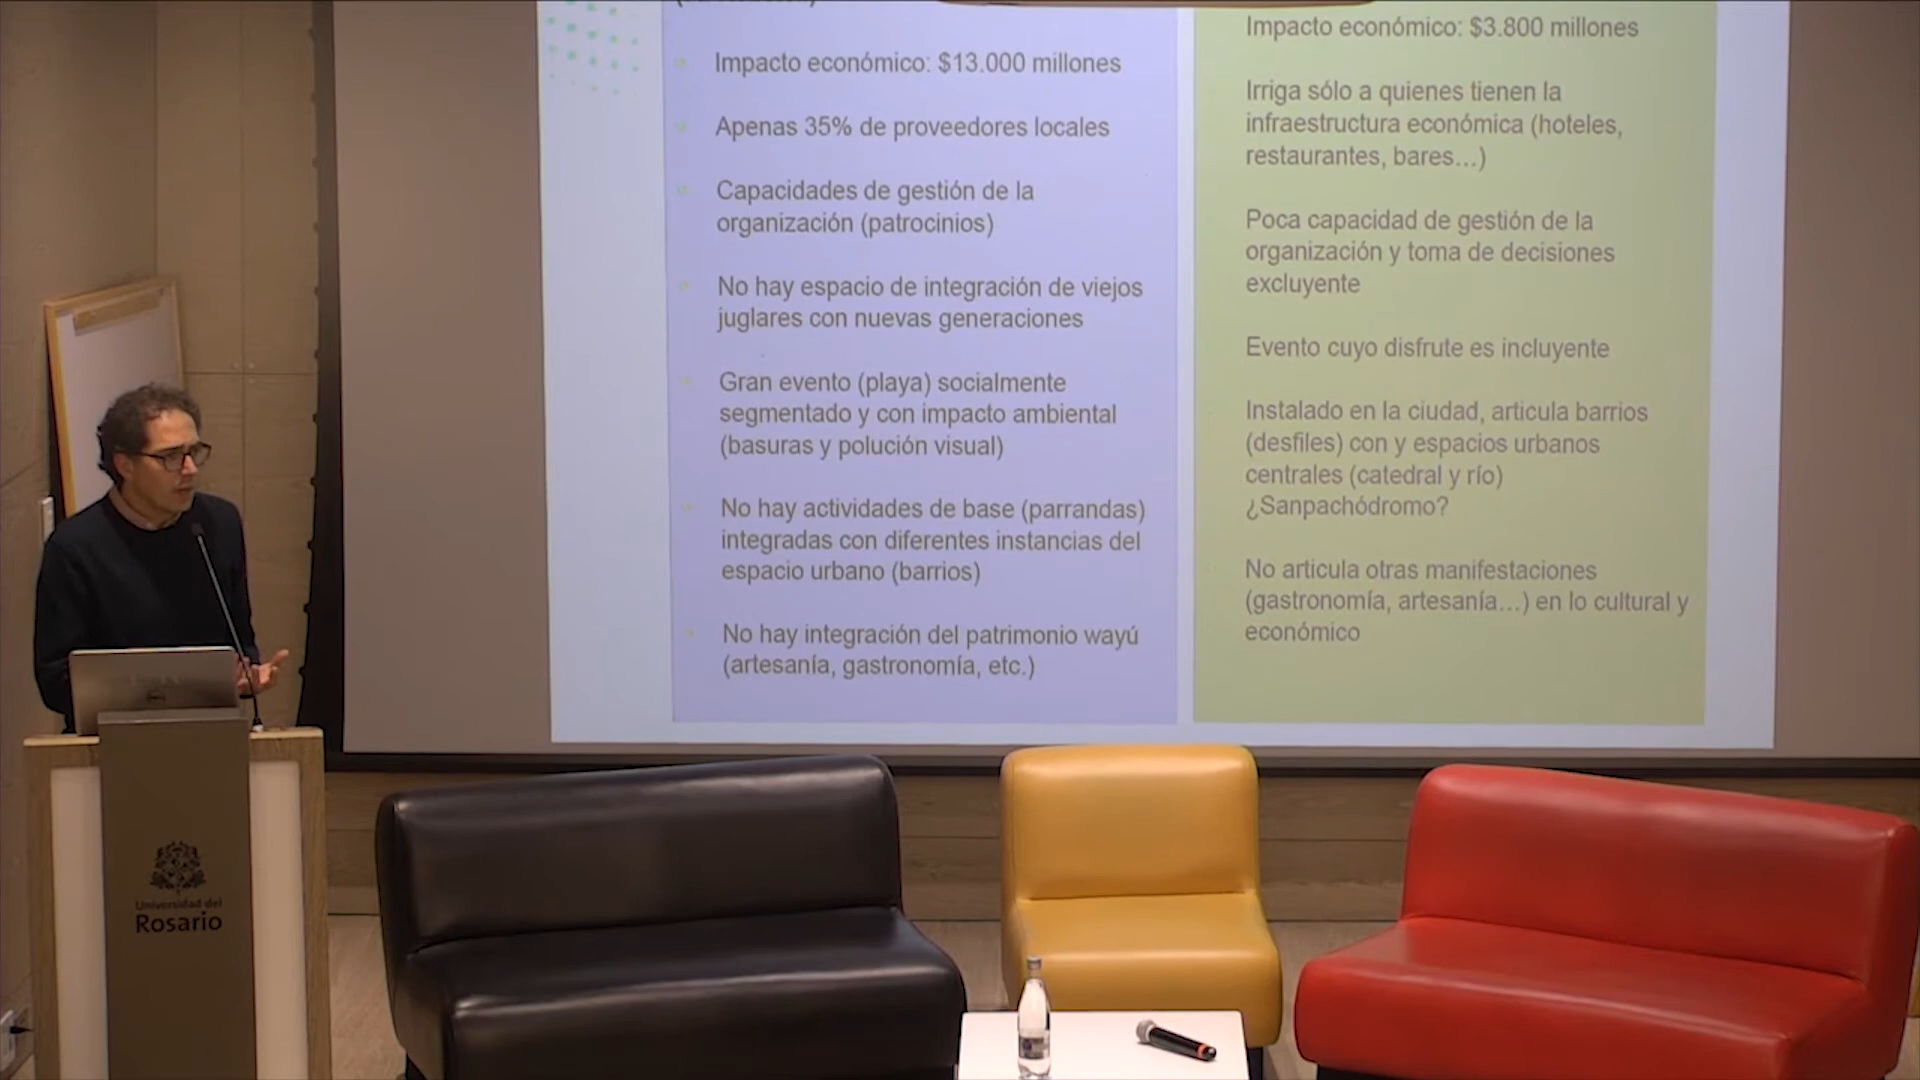 Impacto económico: $13.000 millones
Apenas 35% de proveedores locales
Capacidades de gestión de la
organización (patrocinios)
No hay espacio de integración de viejos
juglares con nuevas generaciones
Gran evento (playa) socialmente
segmentado y con impacto ambiental
(basuras y polución visual)
No hay actividades de base (parrandas)
integradas con diferentes instancias del
espacio urbano (barrios)
No hay integración del patrimonio wayú
(artesanía, gastronomía, etc.)
Impacto económico: $3.800 millones
Irriga sólo a quienes tienen la
infraestructura económica (hoteles,
restaurantes, bares...)
Poca capacidad de gestión de la
organización y toma de decisiones
excluyente
Evento cuyo disfrute es incluyente
Instalado en la ciudad, articula barrios
(desfiles) con y espacios urbanos
centrales (catedral y río)
¿Sanpachódromo?
No articula otras manifestaciones
(gastronomía, artesanía...) en lo cultural y
económico
Universidad del
Rosario